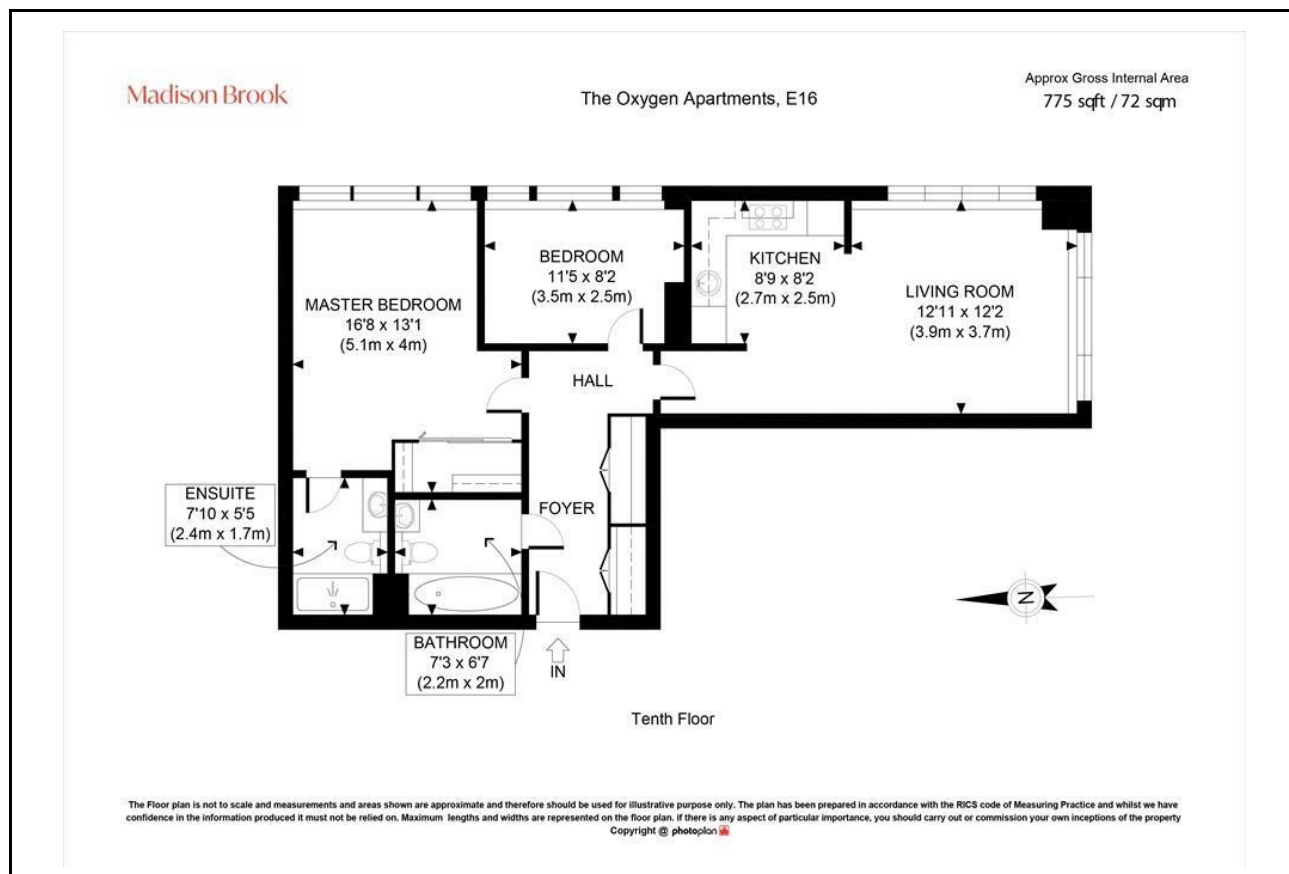 Madison Brook
The Oxygen Apartments, E16
Approx Gross Internal Area
775 sqft / 72 sqm
BEDROOM
11'5 x 8'2
(3.5m x 2.5m)
KITCHEN
8'9 x 8'2
(2.7m x 2.5m)
MASTER BEDROOM
16'8 x 13'1
(5.1m x 4m)
LIVING ROOM
12'11 x 12'2
(3.9m x 3.7m)
HALL
ENSUITE
7'10 x 5'5
(2.4m x 1.7m)
FOYER
N
BATHROOM
7'3 x 6'7
(2.2m x 2m)
IN
Tenth Floor
The Floor plan is not to scale and measurements and areas shown are approximate and therefore should be used for illustrative purpose only. The plan has been prepared in accordance with the RICS code of Measuring Practice and whilst we have
confidence in the information produced it must not be relied on. Maximum lengths and widths are represented on the floor plan. if there is any aspect of particular importance, you should carry out or commission your own inceptions of the property
Copyright @ photoplan